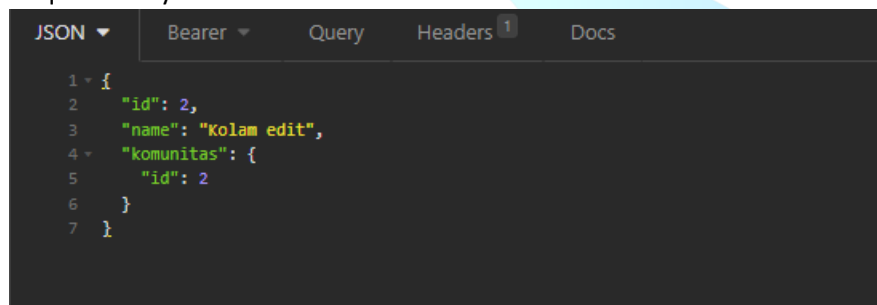 JSON Bearer Query Headers 1 Docs
1 {
2 "id": 2,
3 "name": "Kolam edit",
4 "komunitas": {
5 "id": 2
6 }
7 }